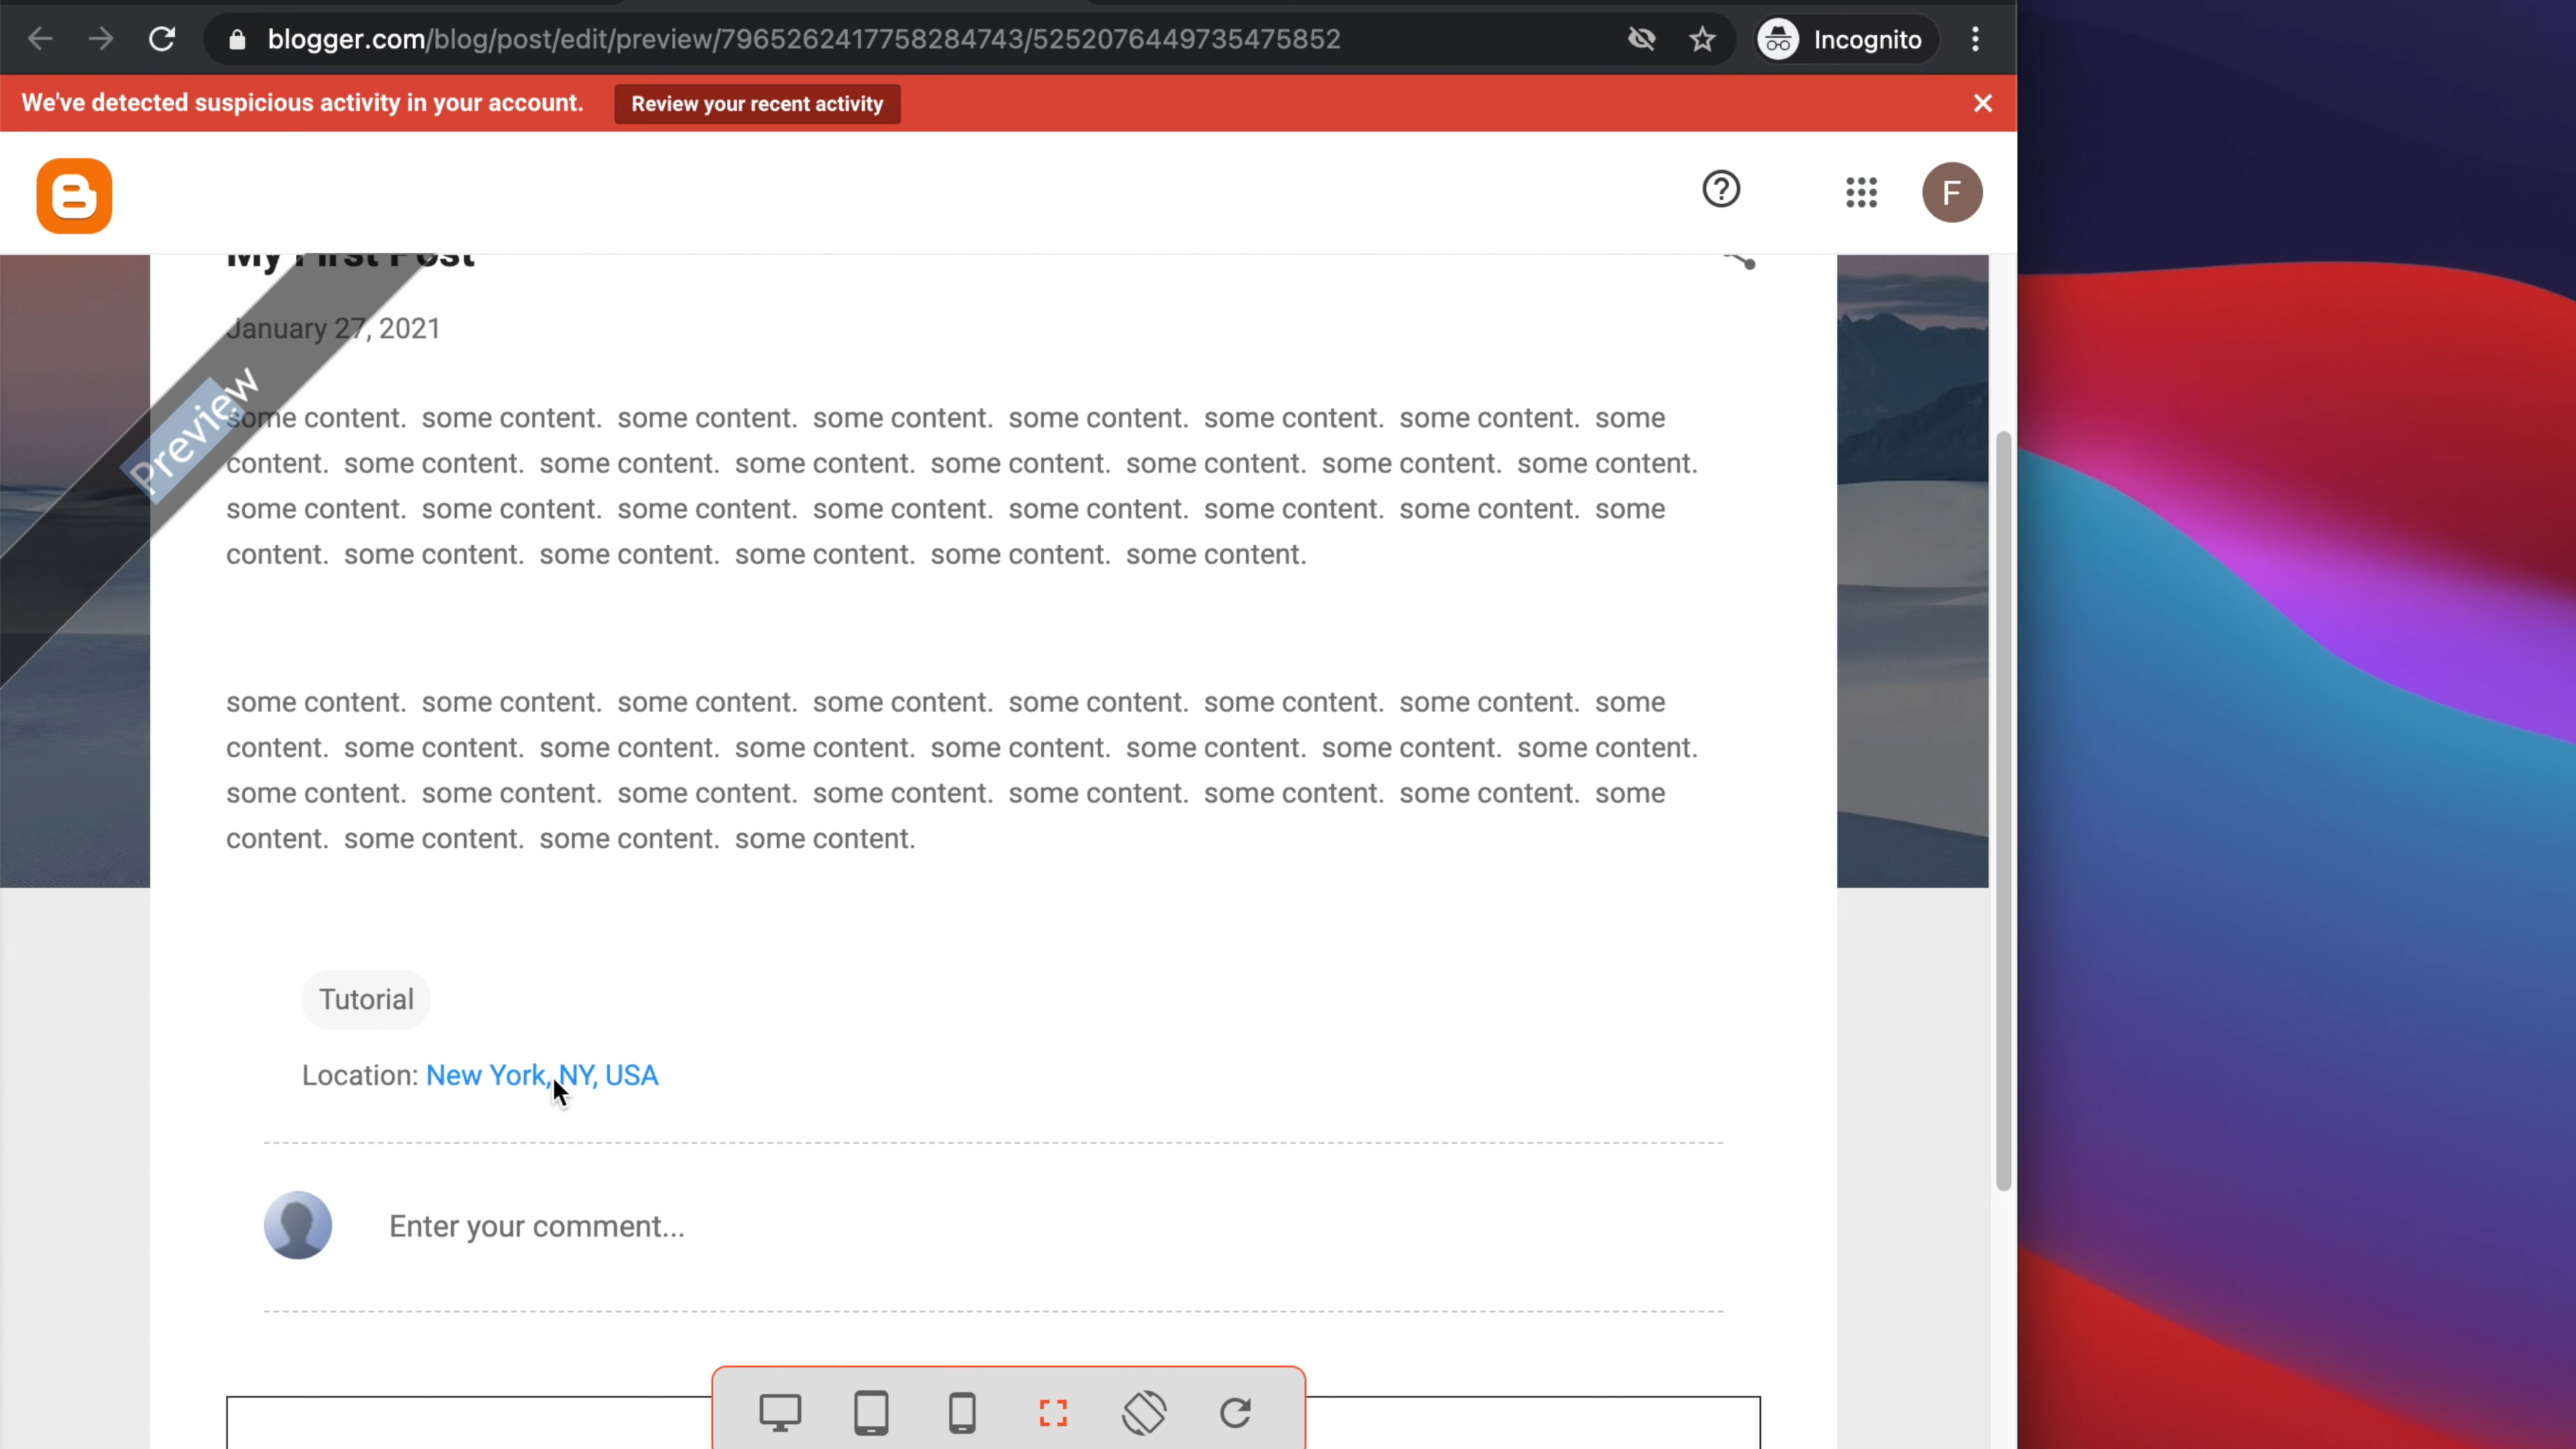 blogger.com/blog/post/edit/preview/7965262417758284743/5252076449735475852
Incognito
We've detected suspicious activity in your account.
Review your recent activity
F
My First Post
January 27, 2021
Preview
some content. some content. some content. some content. some content. some content. some content. some
content. some content. some content. some content. some content. some content. some content. some content.
some content. some content. some content. some content. some content. some content. some content. some
content. some content. some content. some content. some content. some content.
some content. some content. some content. some content. some content. some content. some content. some
content. some content. some content. some content. some content. some content. some content. some content.
some content. some content. some content. some content. some content. some content. some content. some
content. some content. some content. some content.
Tutorial
Location: New York, NY, USA
Enter your comment...